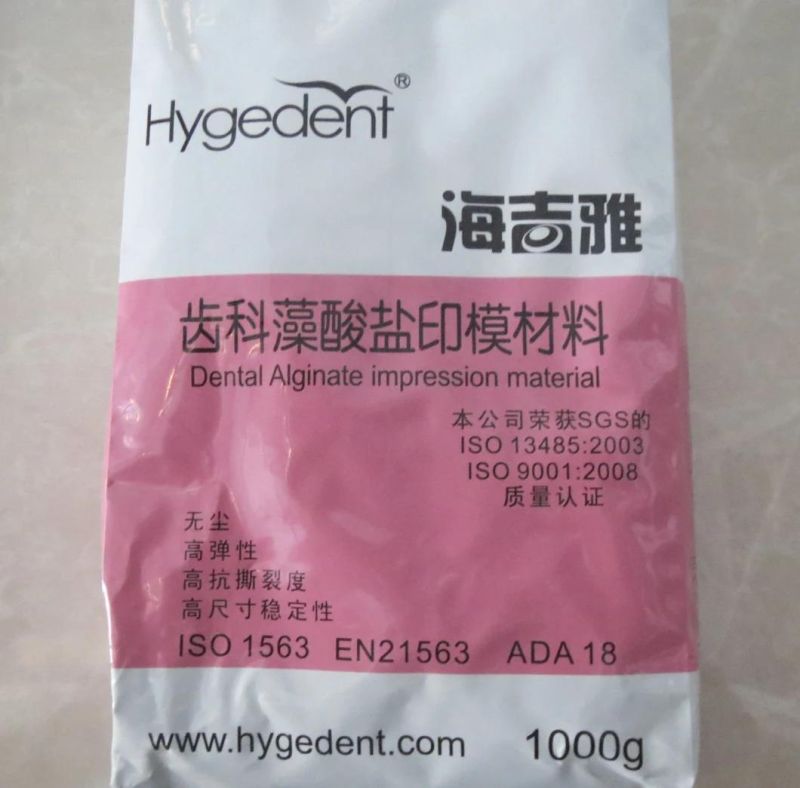 Hygedent®
海吉雅
齿科藻酸盐印模材料
Dental Alginate impression material
本公司荣获SGS的
ISO 13485:2003
ISO 9001:2008
质量认证
无尘
高弹性
高抗撕裂度
高尺寸稳定性
ISO 1563 EN21563 ADA 18
www.hygedent.com 1000g